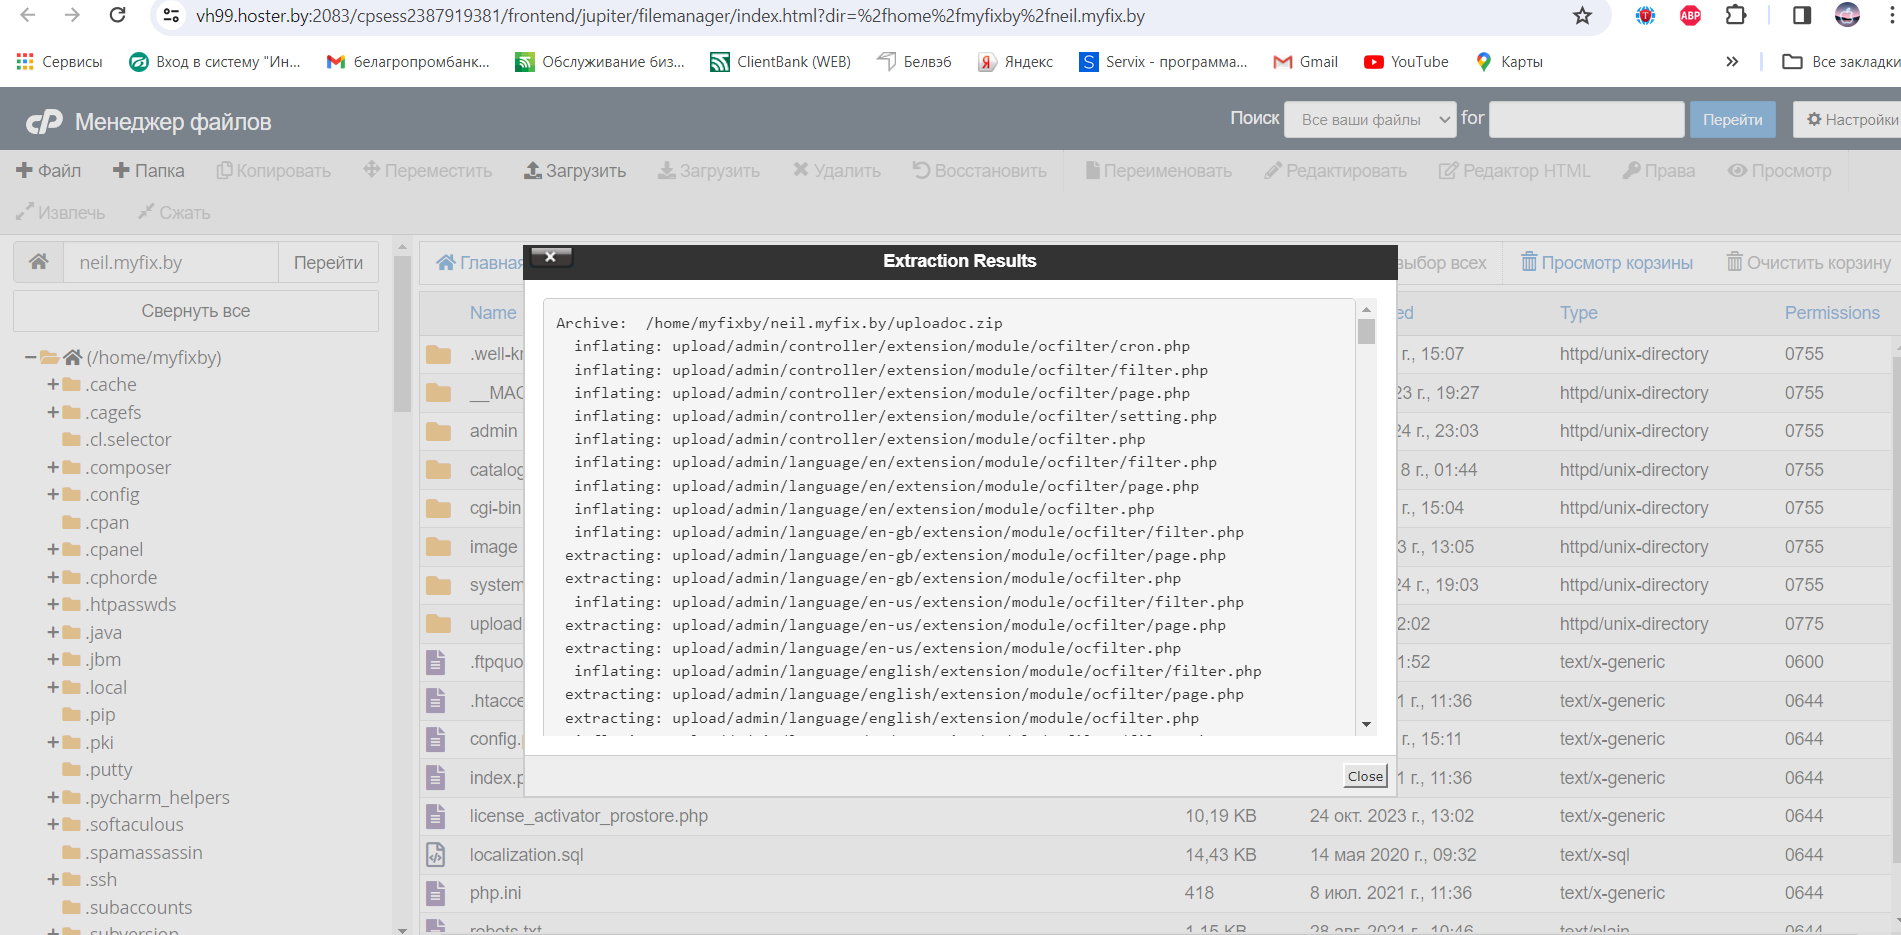 vh99.hoster.by:2083/cpsess2387919381/frontend/jupiter/filemanager/index.html?dir=%2fhome%2fmyfixby%2fneil.myfix.by
Сервисы Вход в систему "Ин... белагропромбанк... Обслуживание биз... ClientBank (WEB) Белвэб Яндекс Servix - программа... Gmail YouTube Карты » Все закладки
cP Менеджер файлов Поиск Все ваши файлы for Перейти Настройки
Файл Папка Копировать Переместить Загрузить Загрузить Удалить Восстановить Переименовать Редактировать Редактор HTML Права Просмотр
Извлечь Сжать
neil.myfix.by Перейти Главная выбор всех Просмотр корзины Очистить корзину
Свернуть все
(/home/myfixby)
.cache
.cagefs
.cl.selector
.composer
.config
.cpan
.cpanel
.cphorde
.htpasswds
.java
.jbm
.local
.pip
.pki
.putty
.pycharm_helpers
.softaculous
.spamassassin
.ssh
.subaccounts
.subversion
Extraction Results
Archive: /home/myfixby/neil.myfix.by/uploadoc.zip
inflating: upload/admin/controller/extension/module/ocfilter/cron.php
inflating: upload/admin/controller/extension/module/ocfilter/filter.php
inflating: upload/admin/controller/extension/module/ocfilter/page.php
inflating: upload/admin/controller/extension/module/ocfilter/setting.php
inflating: upload/admin/controller/extension/module/ocfilter.php
inflating: upload/admin/language/en/extension/module/ocfilter/filter.php
inflating: upload/admin/language/en/extension/module/ocfilter/page.php
inflating: upload/admin/language/en/extension/module/ocfilter.php
inflating: upload/admin/language/en-gb/extension/module/ocfilter/filter.php
extracting: upload/admin/language/en-gb/extension/module/ocfilter/page.php
extracting: upload/admin/language/en-gb/extension/module/ocfilter.php
inflating: upload/admin/language/en-us/extension/module/ocfilter/filter.php
extracting: upload/admin/language/en-us/extension/module/ocfilter/page.php
extracting: upload/admin/language/en-us/extension/module/ocfilter.php
inflating: upload/admin/language/english/extension/module/ocfilter/filter.php
extracting: upload/admin/language/english/extension/module/ocfilter/page.php
extracting: upload/admin/language/english/extension/module/ocfilter.php
Close
Name ed Type Permissions
.well-kr г., 15:07 httpd/unix-directory 0755
__MAC 23 г., 19:27 httpd/unix-directory 0755
admin 24 г., 23:03 httpd/unix-directory 0755
catalog 8 г., 01:44 httpd/unix-directory 0755
cgi-bin г., 15:04 httpd/unix-directory 0755
image 3 г., 13:05 httpd/unix-directory 0755
system 24 г., 19:03 httpd/unix-directory 0755
upload 2:02 httpd/unix-directory 0775
.ftpquo 1:52 text/x-generic 0600
.htacce 1 г., 11:36 text/x-generic 0644
config. г., 15:11 text/x-generic 0644
index.p 1 г., 11:36 text/x-generic 0644
license_activator_prostore.php 10,19 KB 24 окт. 2023 г., 13:02 text/x-generic 0644
localization.sql 14,43 KB 14 мая 2020 г., 09:32 text/x-sql 0644
php.ini 418 8 июл. 2021 г., 11:36 text/x-generic 0644
robots.txt 1,15 KB 28 авг. 2021 г., 10:46 text/plain 0644